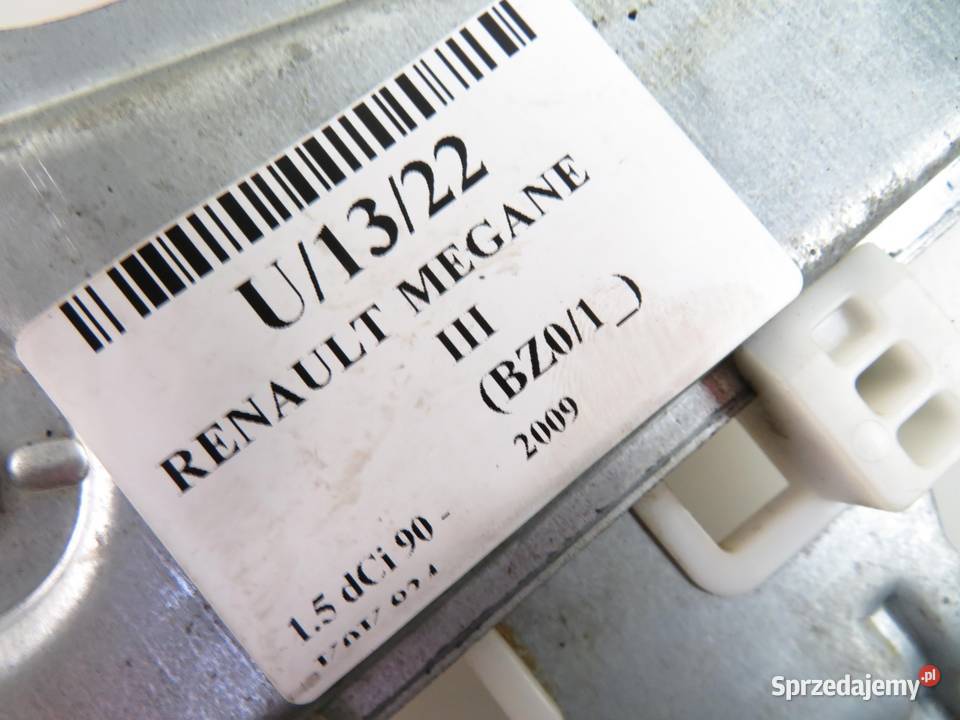 U/13/22
RENAULT MEGANE
III
(BZ0/1_)
2009
1.5 dCi 90 -
Sprzedajemy.pl